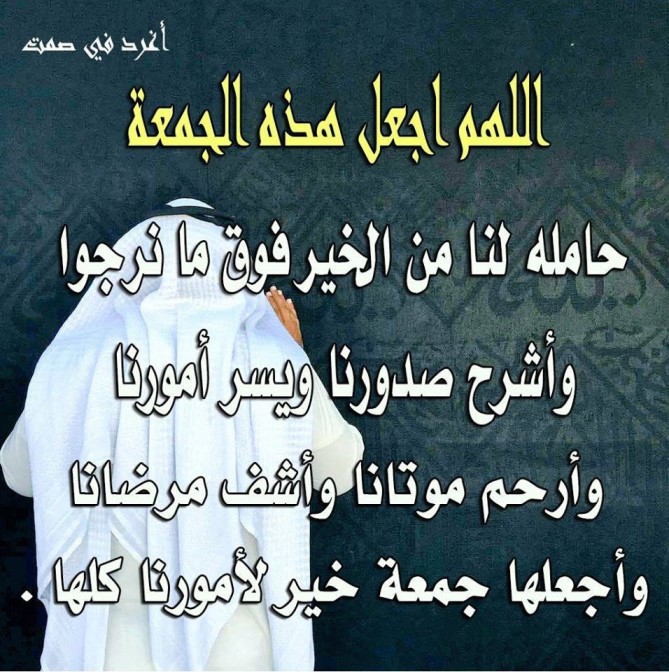 أغرد في صمت
اللهم اجعل هذه الجمعة
حامله لنا من الخير فوق ما نرجوا
وأشرح صدورنا ويسر أمورنا
وأرحم موتانا وأشف مرضانا
وأجعلها جمعة خير لأمورنا كلها .